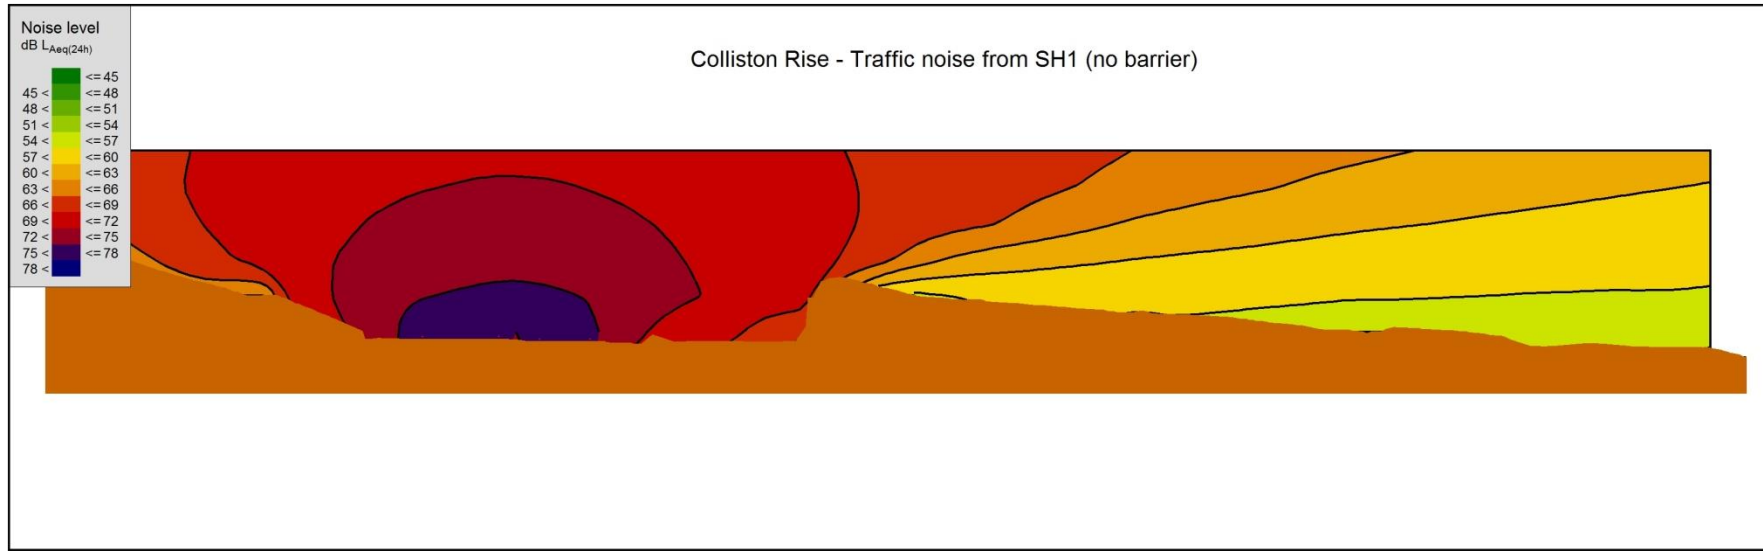 Noise level
dB LAeq(24h)
<= 45
45 < <= 48
48 < <= 51
51 < <= 54
54 < <= 57
57 < <= 60
60 < <= 63
63 < <= 66
66 < <= 69
69 < <= 72
72 < <= 75
75 < <= 78
78 <
Colliston Rise - Traffic noise from SH1 (no barrier)